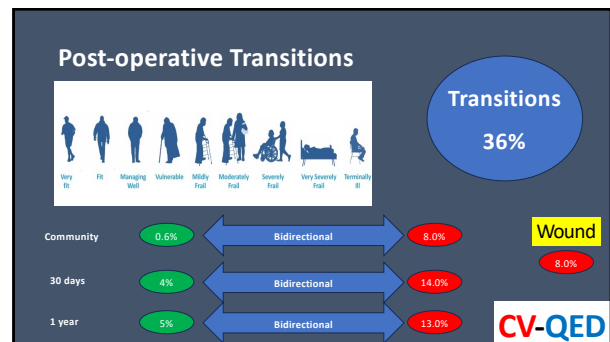 Post-operative Transitions
Transitions
36%
Very
fit
Fit
Managing
Well
Vulnerable
Mildly
Frail
Moderately
Frail
Severely
Frail
Very Severely
Frail
Terminally
Ill
Community
0.6%
Bidirectional
8.0%
Wound
8.0%
30 days
4%
Bidirectional
14.0%
1 year
5%
Bidirectional
13.0%
CV-QED